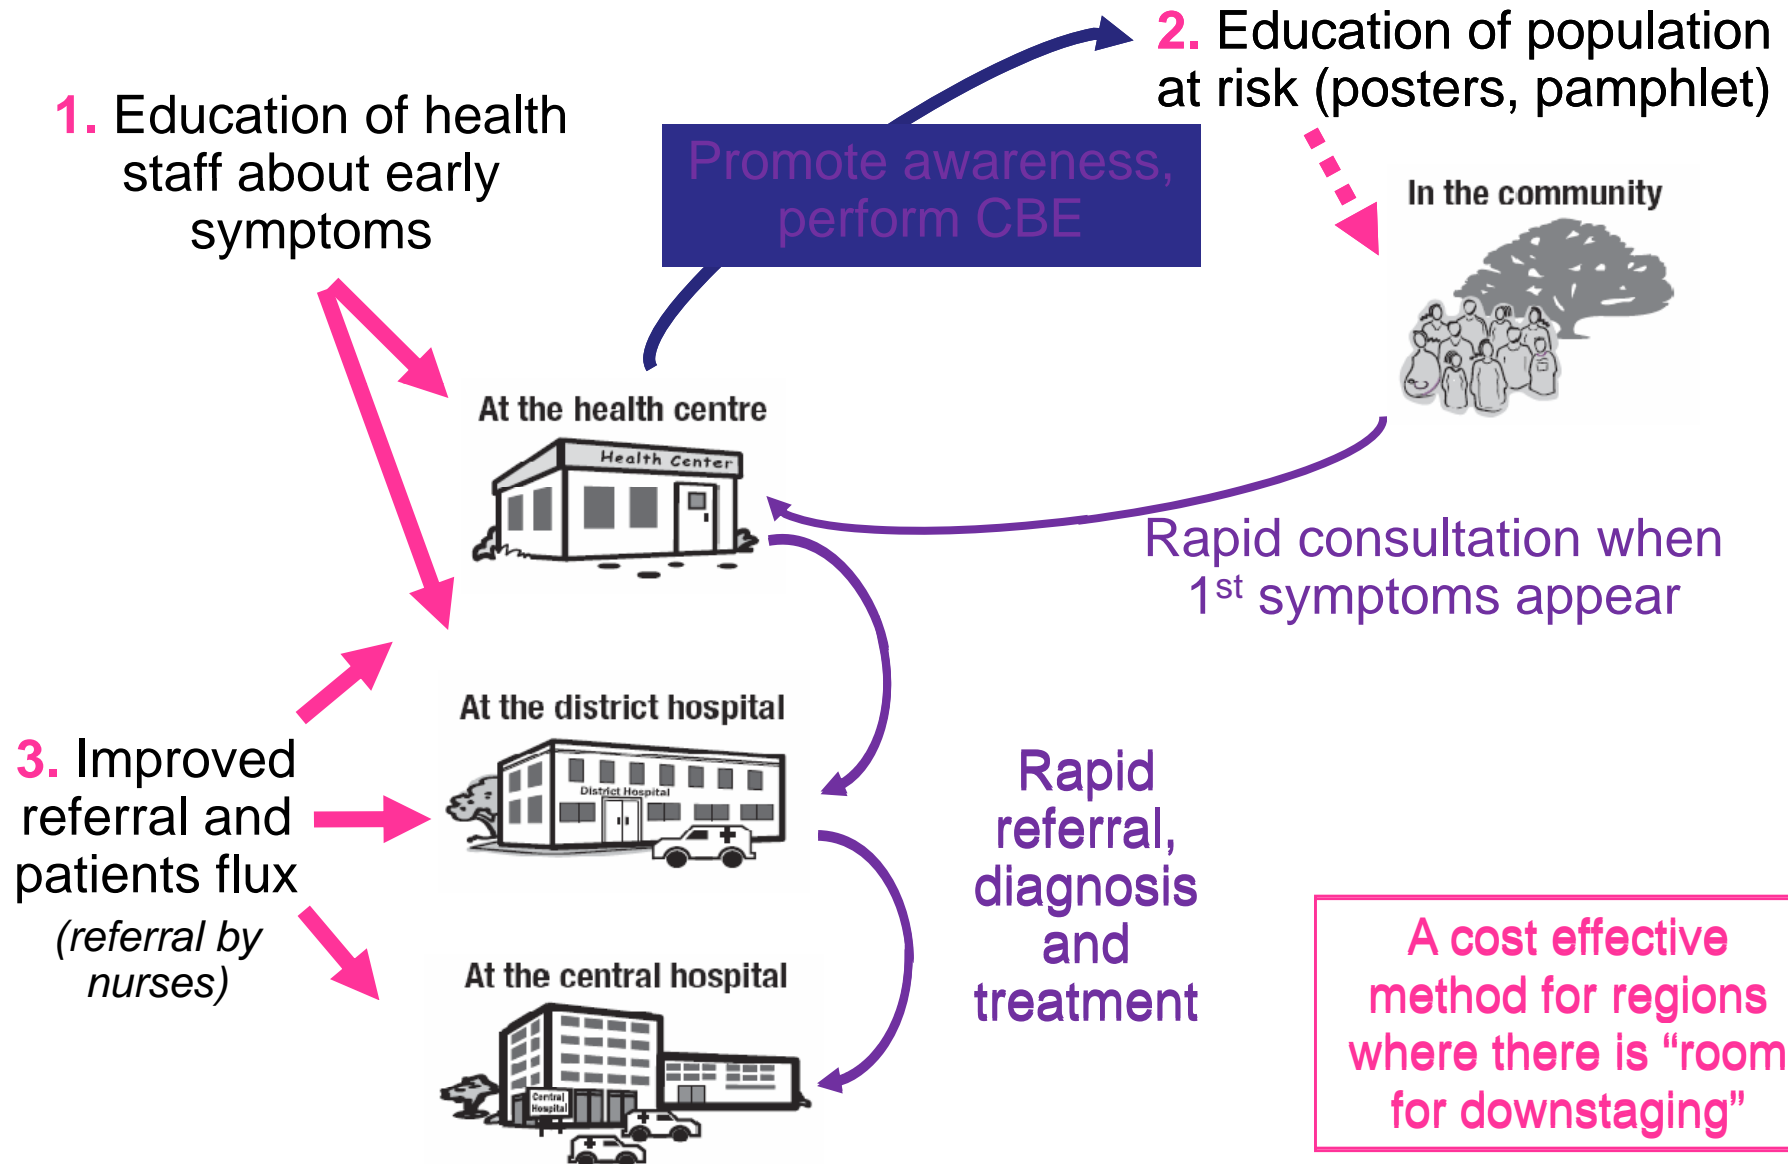 1. Education of health
staff about early
symptoms
2. Education of population
at risk (posters, pamphlet)
Promote awareness,
perform CBE
In the community
At the health centre
Health Center
Rapid consultation when
1st symptoms appear
At the district hospital
District Hospital
3. Improved
referral and
patients flux
(referral by
nurses)
Rapid
referral,
diagnosis
and
treatment
At the central hospital
Central
Hospital
A cost effective
method for regions
where there is “room
for downstaging”